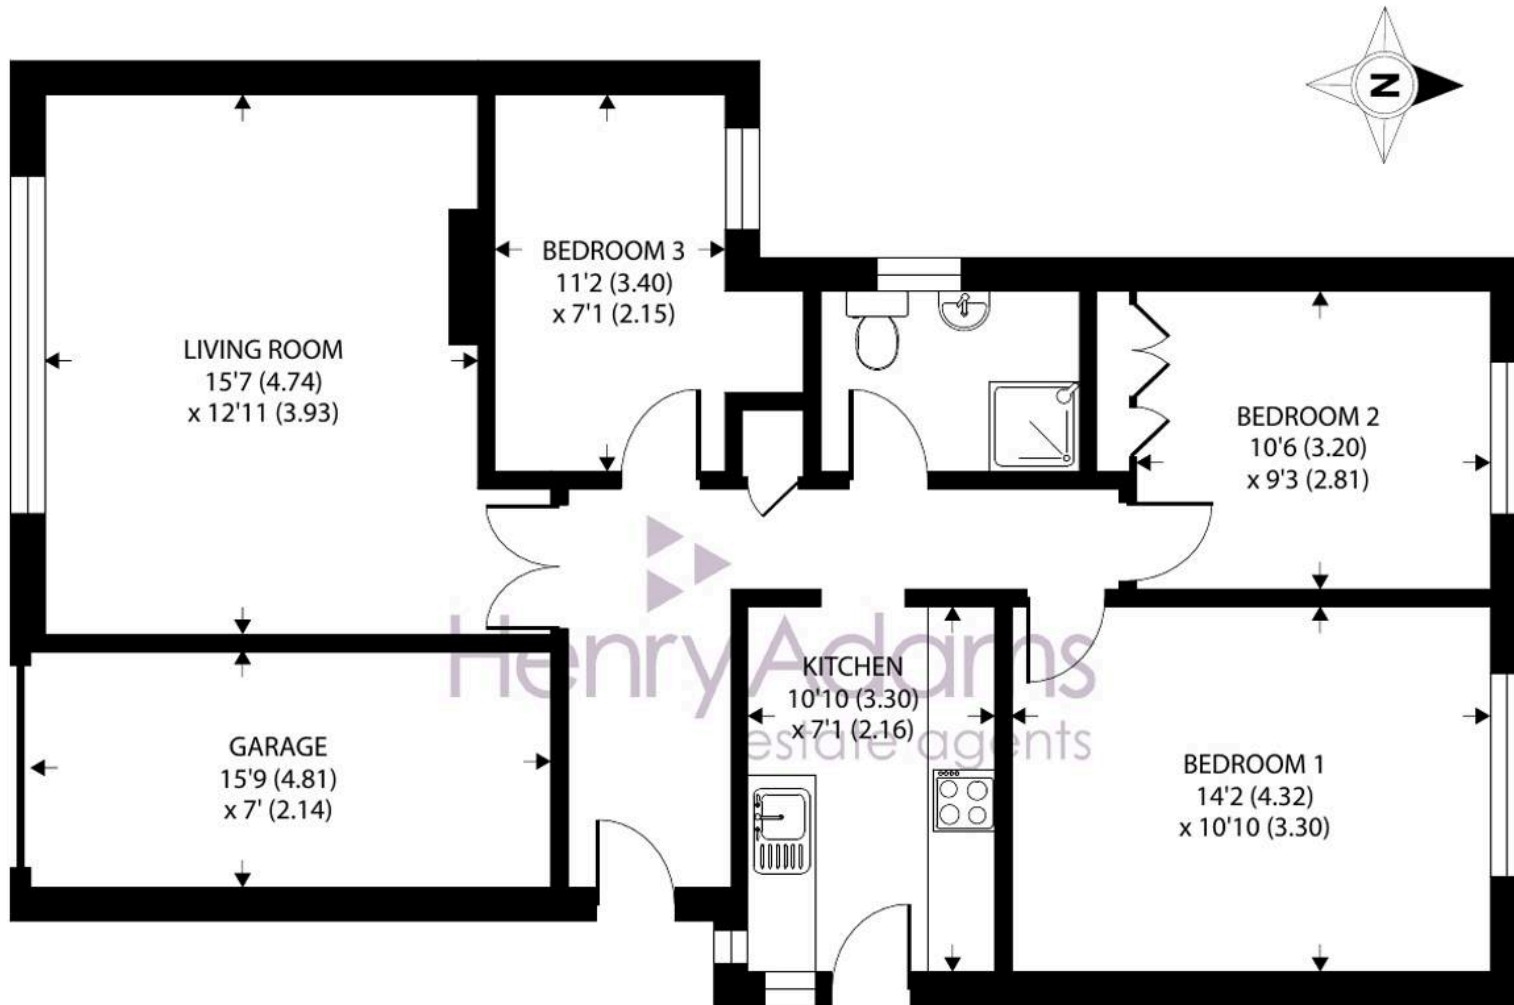 N
BEDROOM 3
11'2 (3.40)
x 7'1 (2.15)
LIVING ROOM
15'7 (4.74)
x 12'11 (3.93)
BEDROOM 2
10'6 (3.20)
x 9'3 (2.81)
HenryAdams
estate agents
KITCHEN
10'10 (3.30)
x 7'1 (2.16)
GARAGE
15'9 (4.81)
x 7' (2.14)
BEDROOM 1
14'2 (4.32)
x 10'10 (3.30)